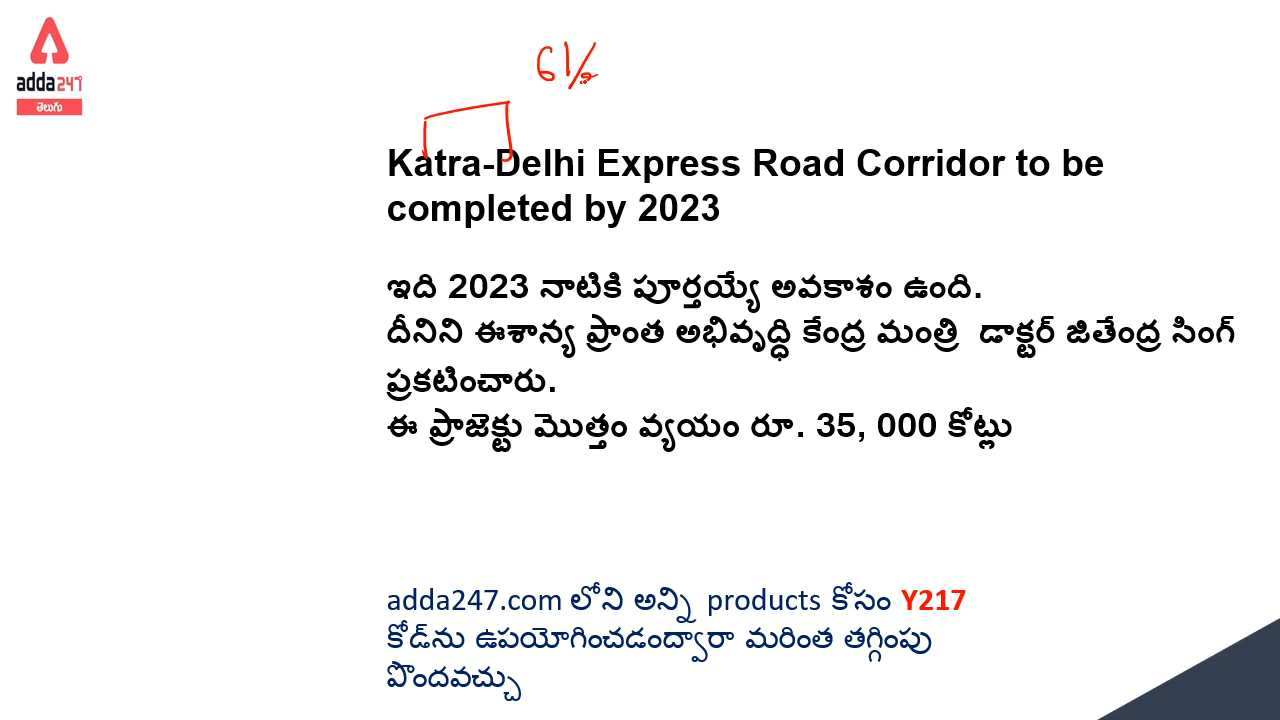 adda247
తెలుగు
61/2
Katra-Delhi Express Road Corridor to be
completed by 2023
ఇది 2023 నాటికి పూర్తయ్యే అవకాశం ఉంది.
దీనిని ఈశాన్య ప్రాంత అభివృద్ధి కేంద్ర మంత్రి డాక్టర్ జితేంద్ర సింగ్
ప్రకటించారు.
ఈ ప్రాజెక్టు మొత్తం వ్యయం రూ. 35, 000 కోట్లు
adda247.com లోని అన్ని products కోసం Y217
కోడ్‌ను ఉపయోగించడంద్వారా మరింత తగ్గింపు
పొందవచ్చు